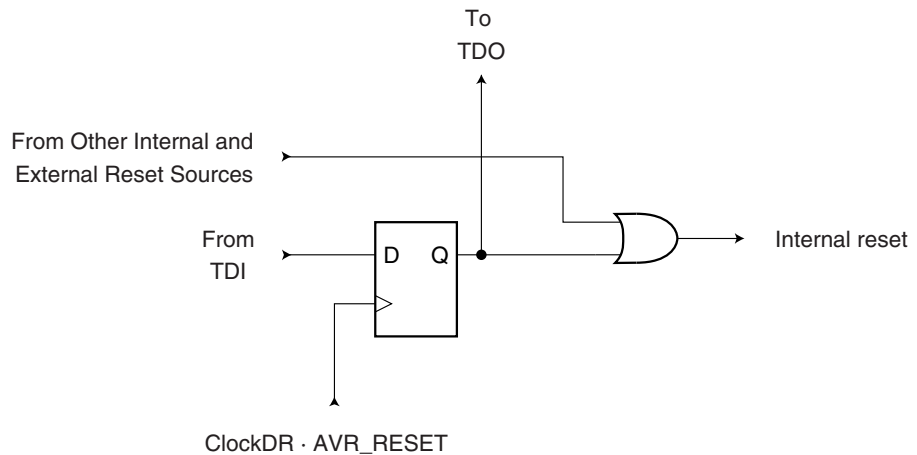 To
TDO
From Other Internal and
External Reset Sources
From
TDI
D Q
Internal reset
ClockDR · AVR_RESET